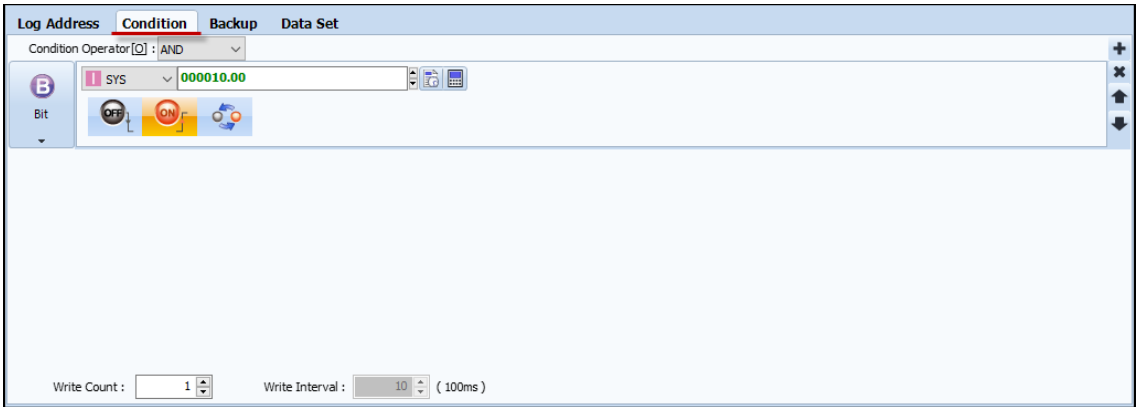 Log Address Condition Backup Data Set
Condition Operator[O] : AND
B
I SYS 000010.00
Bit
OFF ON
Write Count : 1 Write Interval : 10 ( 100ms )